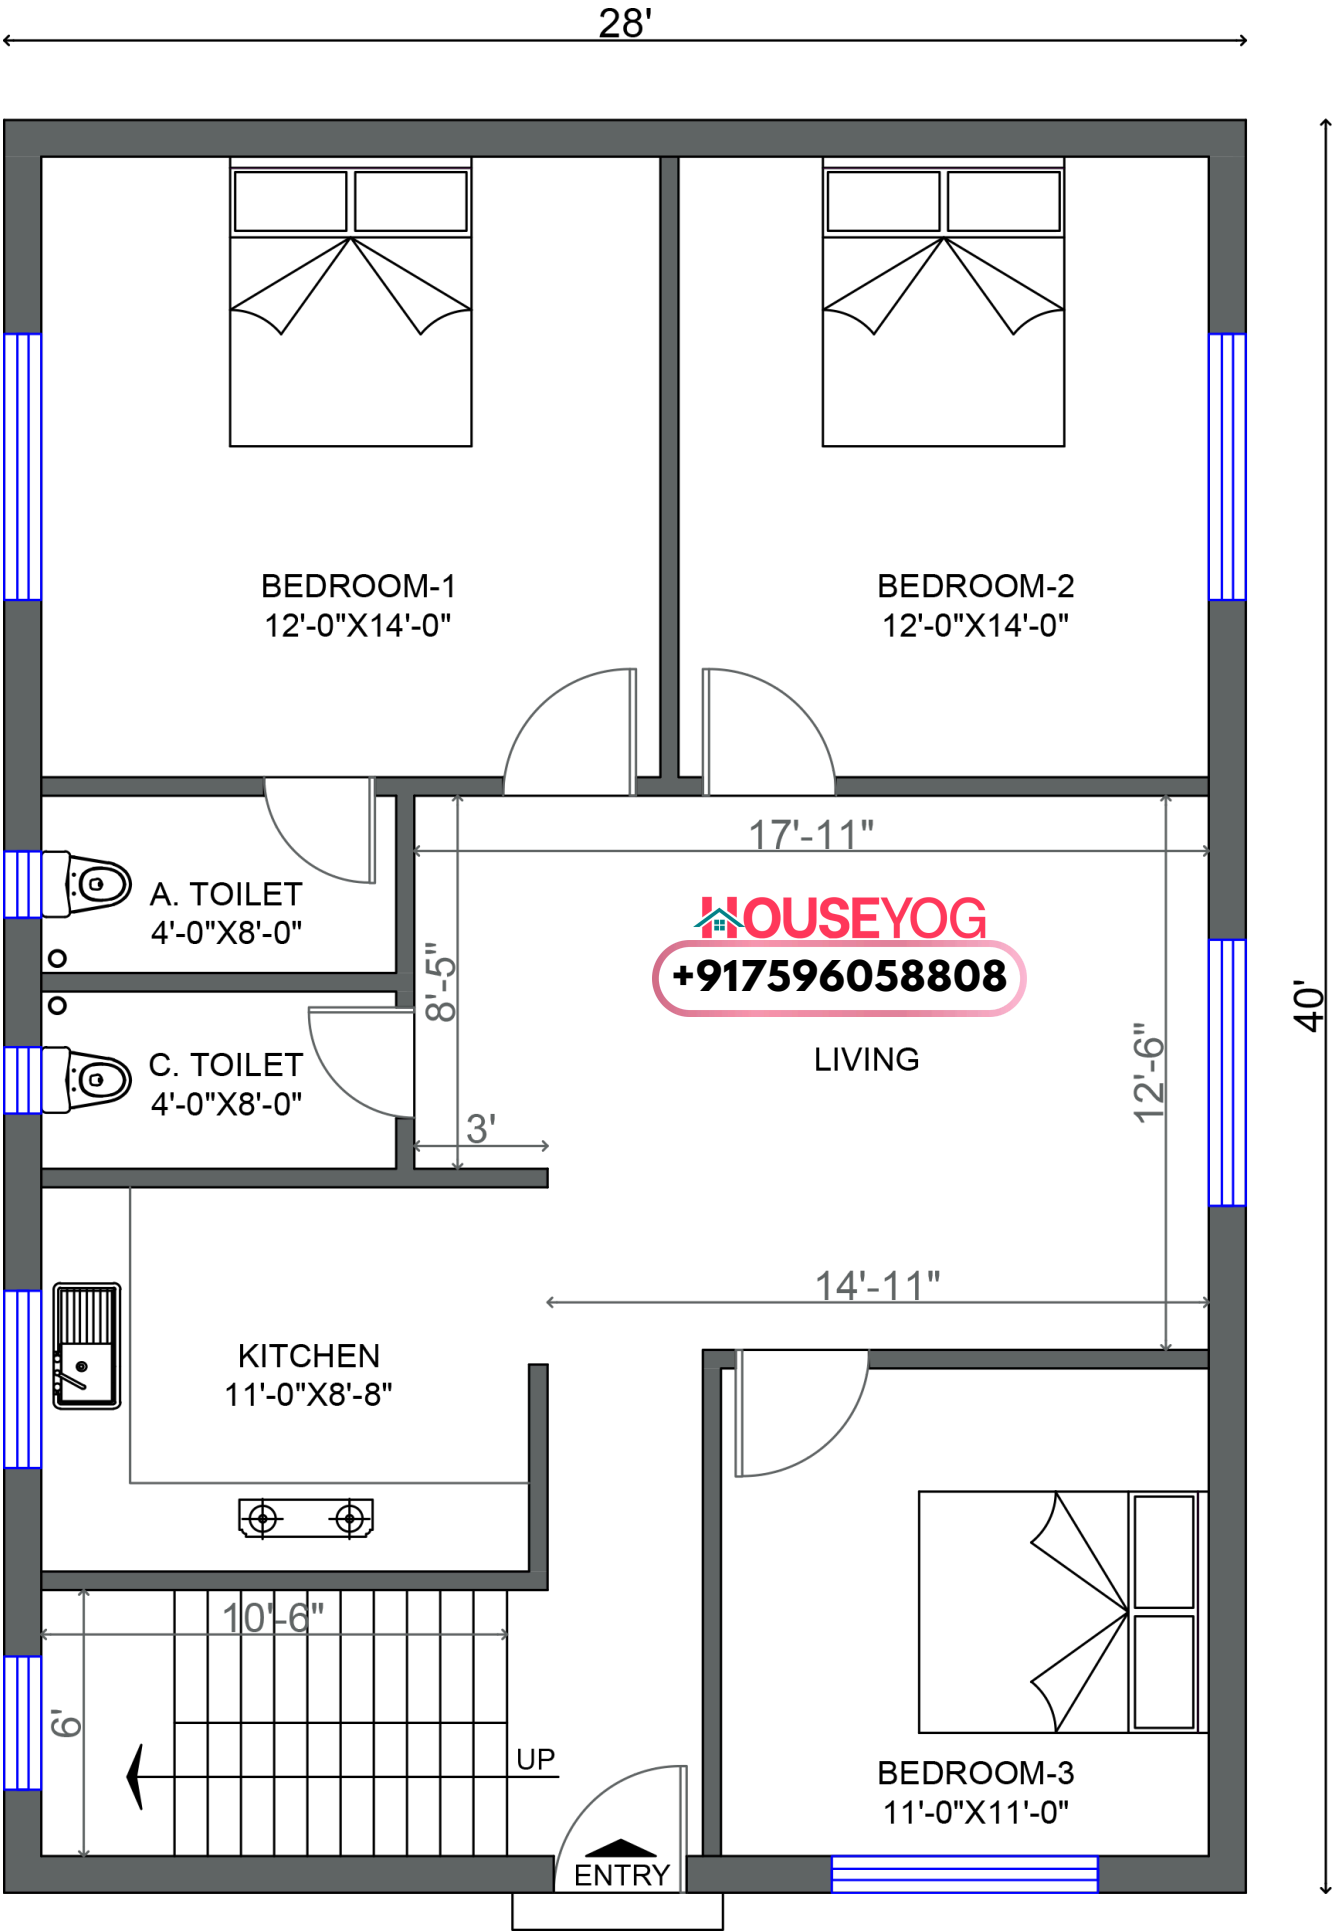 28'
BEDROOM-1
12'-0"X14'-0"
BEDROOM-2
12'-0"X14'-0"
17'-11"
A. TOILET
4'-0"X8'-0"
HOUSEYOG
+917596058808
8'-5"
40'
LIVING
12'-6"
C. TOILET
4'-0"X8'-0"
3'
14'-11"
KITCHEN
11'-0"X8'-8"
10'-6"
6'
UP
BEDROOM-3
11'-0"X11'-0"
ENTRY